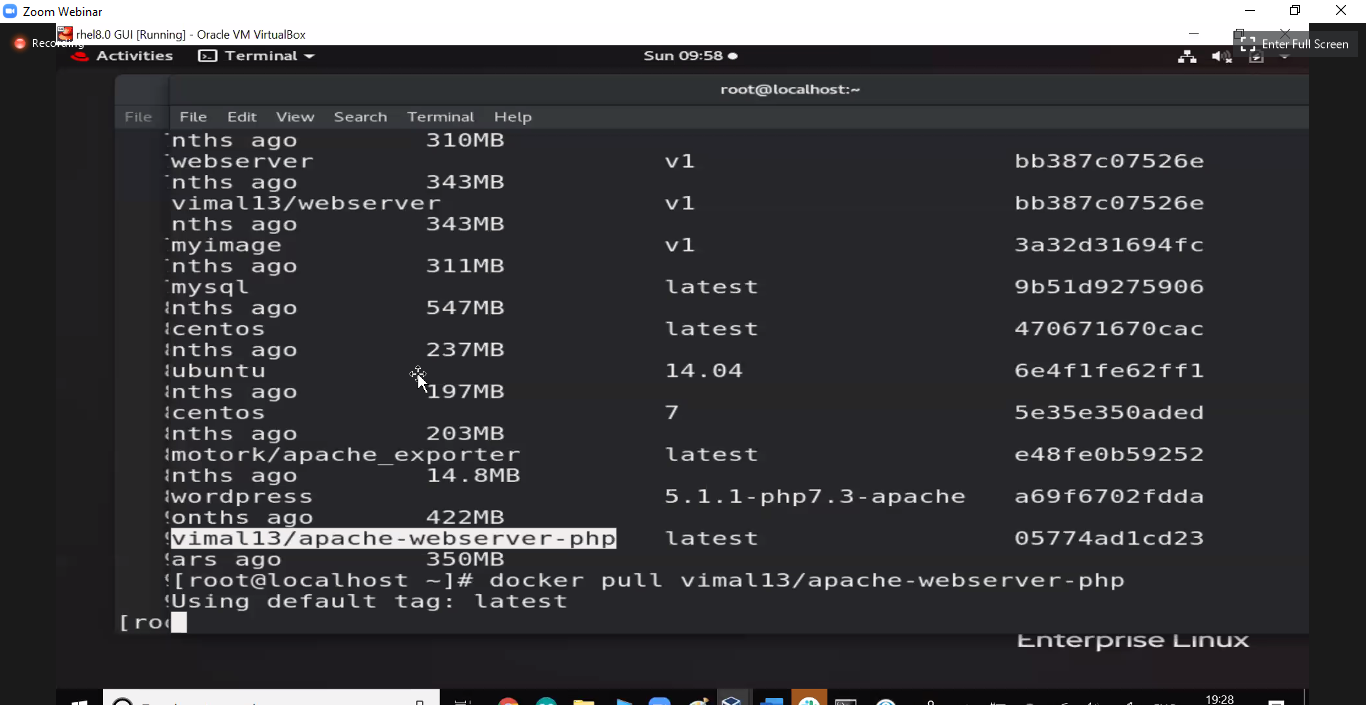 Zoom Webinar
rhel8.0 GUI [Running] - Oracle VM VirtualBox
Recording
Enter Full Screen
Activities Terminal Sun 09:58
root@localhost:~
File File Edit View Search Terminal Help
nths ago 310MB
webserver v1 bb387c07526e
nths ago 343MB
vimal13/webserver v1 bb387c07526e
nths ago 343MB
myimage v1 3a32d31694fc
nths ago 311MB
mysql latest 9b51d9275906
nths ago 547MB
centos latest 470671670cac
nths ago 237MB
ubuntu 14.04 6e4f1fe62ff1
nths ago 197MB
centos 7 5e35e350aded
nths ago 203MB
motork/apache_exporter latest e48fe0b59252
nths ago 14.8MB
wordpress 5.1.1-php7.3-apache a69f6702fdda
onths ago 422MB
vimal13/apache-webserver-php latest 05774ad1cd23
ars ago 350MB
[root@localhost ~]# docker pull vimal13/apache-webserver-php
Using default tag: latest
[ro
Enterprise Linux
19:28